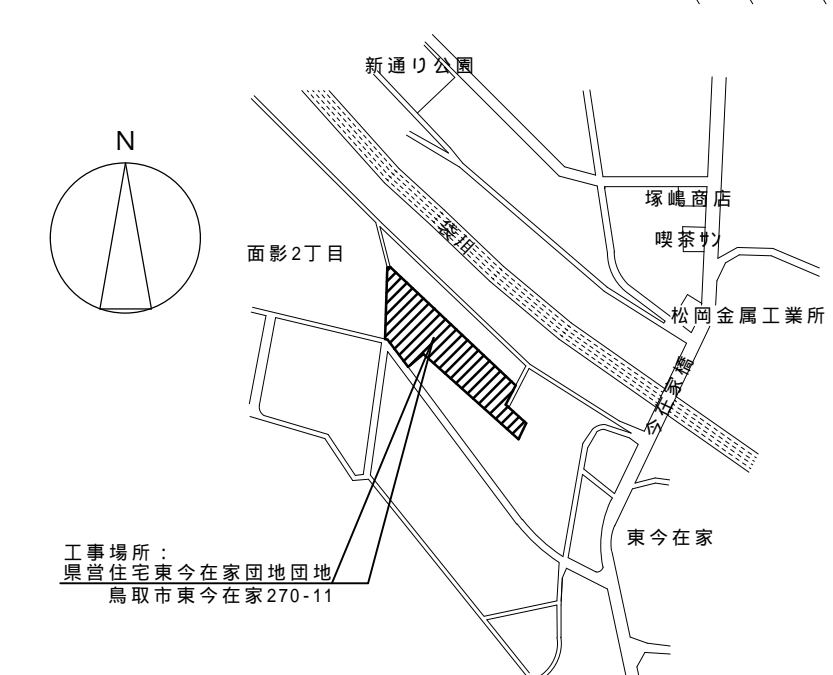 新通り公園
N
塚嶋商店
喫茶サン
面影2丁目
松岡金属工業所
今在家橋
東今在家
工事場所：
県営住宅東今在家団地団地
鳥取市東今在家270-11